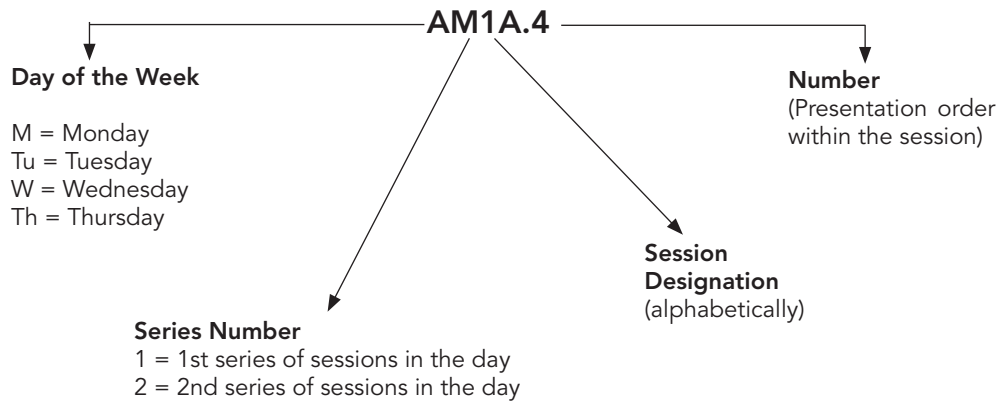 AM1A.4
Day of the Week
M = Monday
Tu = Tuesday
W = Wednesday
Th = Thursday
Number
(Presentation order
within the session)
Session
Designation
(alphabetically)
Series Number
1 = 1st series of sessions in the day
2 = 2nd series of sessions in the day